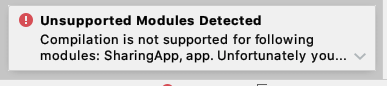 Unsupported Modules Detected
Compilation is not supported for following
modules: SharingApp, app. Unfortunately you...